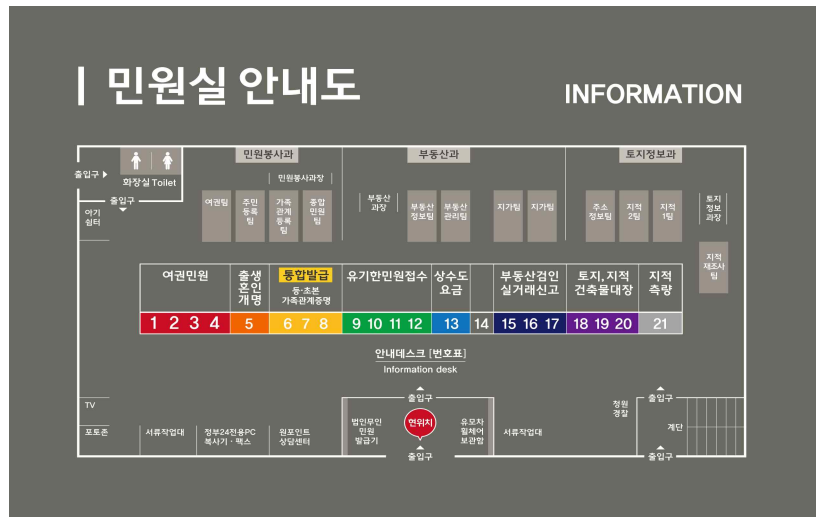 민원실 안내도
INFORMATION
민원봉사과
부동산과
토지정보과
출입구
화장실 Toilet
출입구
아기
쉼터
민원봉사과장
여권팀
주민
등록
팀
가족
관계
등록
팀
종합
민원
팀
부동산
과장
부동산
정보팀
부동산
관리팀
지가팀
지가팀
주소
정보팀
지적
2팀
지적
1팀
토지
정보
과장
지적
재조사
팀
여권민원
출생
혼인
개명
통합발급
등·초본
가족관계증명
유기한민원접수
상수도
요금
부동산검인
실거래신고
토지,지적
건축물대장
지적
측량
1 2 3 4 5 6 7 8 9 10 11 12 13 14 15 16 17 18 19 20 21
안내데스크 [번호표]
Information desk
TV
포토존
서류작업대
정부24전용PC
복사기·팩스
원포인트
상담센터
출입구
법인무인
민원
발급기
현위치
유모차
휠체어
보관함
출입구
서류작업대
청원
경찰
출입구
계단
출입구